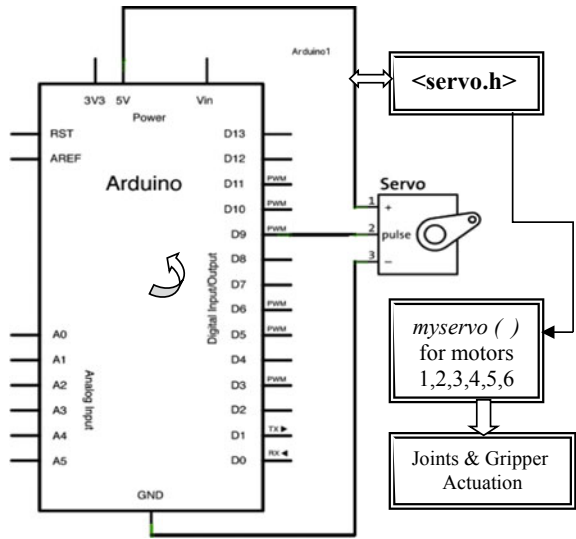 Arduino1
3V3 5V Vin
Power
RST
AREF
Arduino
D13
D12
D11 PWM
D10 PWM
D9 PWM
D8
D7
D6 PWM
D5 PWM
D4
D3 PWM
D2
D1 TX ▶
D0 RX ◀
Digital Input/Output
A0
A1
A2
A3
A4
A5
Analog Input
GND
Servo
1 +
2 pulse
3 −
<servo.h>
myservo ( )
for motors
1,2,3,4,5,6
Joints & Gripper
Actuation